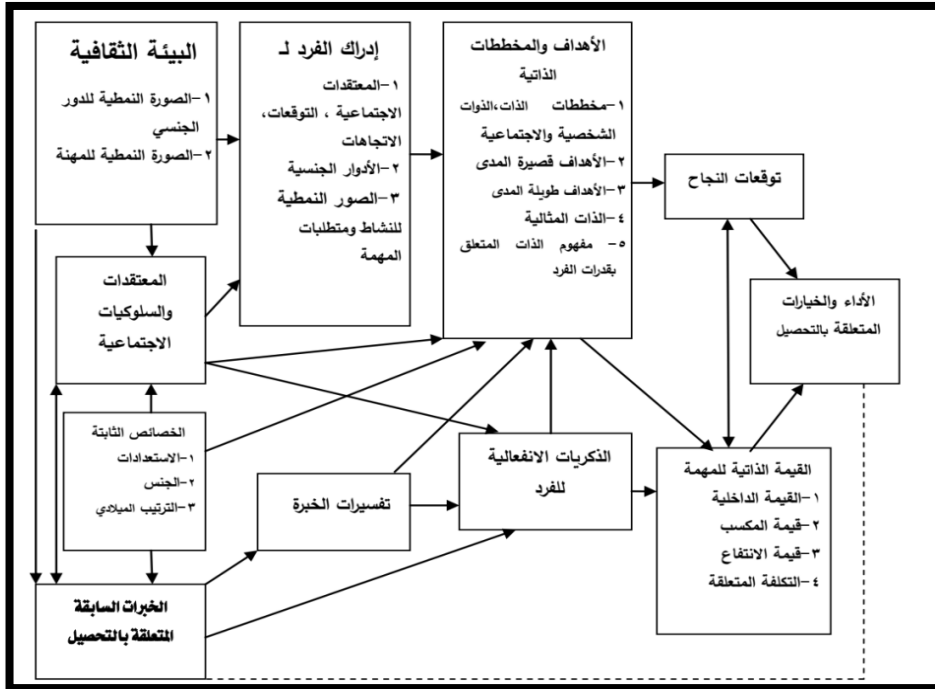 البيئة الثقافية
١-الصورة النمطية للدور
الجنسي
٢-الصورة النمطية للمهنة
إدراك الفرد لـ
١-المعتقدات
الاجتماعية ، التوقعات،
الاتجاهات
٢-الأدوار الجنسية
٣-الصور النمطية
للنشاط ومتطلبات
المهمة
الأهداف والمخططات
الذاتية
١-مخططات الذات،الذوات
الشخصية والاجتماعية
٢-الأهداف قصيرة المدى
٣-الأهداف طويلة المدى
٤-الذات المثالية
٥- مفهوم الذات المتعلق
بقدرات الفرد
توقعات النجاح
المعتقدات
والسلوكيات
الاجتماعية
الأداء والخيارات
المتعلقة بالتحصيل
الخصائص الثابتة
١-الاستعدادات
٢-الجنس
٣-الترتيب الميلادي
تفسيرات الخبرة
الذكريات الانفعالية
للفرد
القيمة الذاتية للمهمة
١-القيمة الداخلية
٢-قيمة المكسب
٣-قيمة الانتفاع
٤-التكلفة المتعلقة
الخبرات السابقة
المتعلقة بالتحصيل